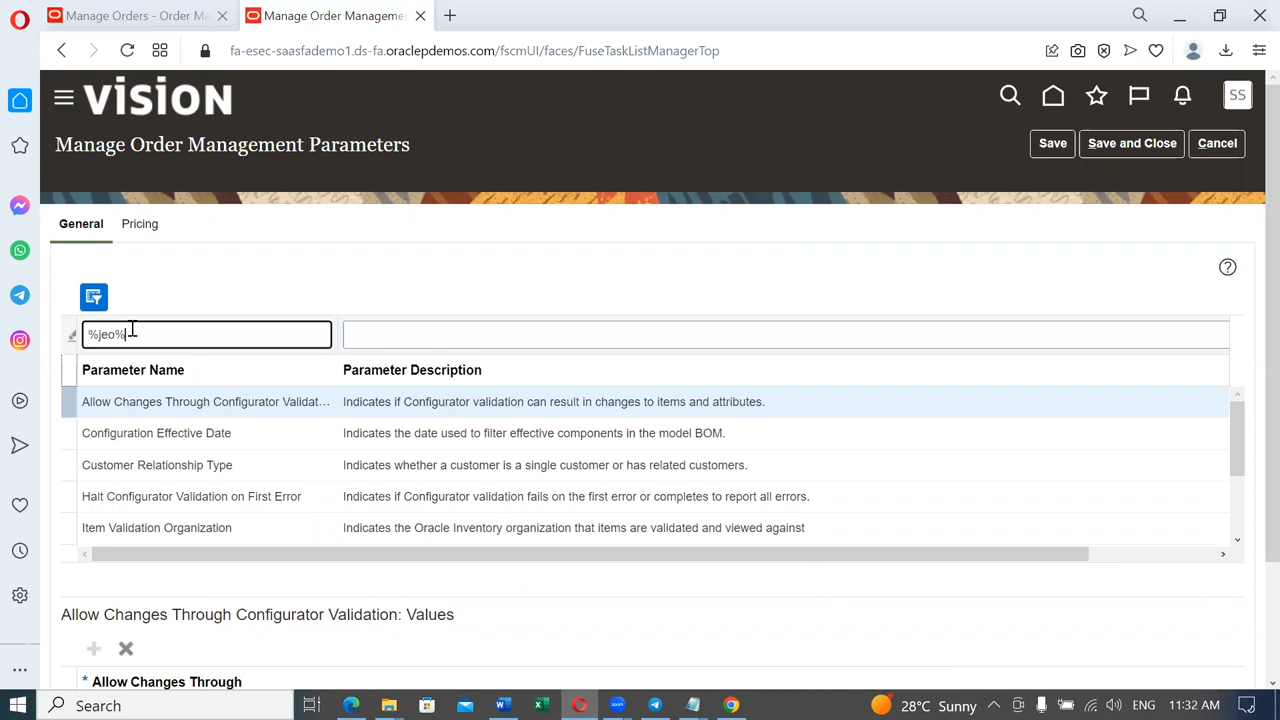 Manage Orders - Order Ma
Manage Order Managemen
fa-esec-saasfademo1.ds-fa.oraclepdemos.com/fscmUI/faces/FuseTaskListManagerTop
VISION
SS
Manage Order Management Parameters
Save
Save and Close
Cancel
General
Pricing
%jeo%
Parameter Name
Parameter Description
Allow Changes Through Configurator Validat...
Indicates if Configurator validation can result in changes to items and attributes.
Configuration Effective Date
Indicates the date used to filter effective components in the model BOM.
Customer Relationship Type
Indicates whether a customer is a single customer or has related customers.
Halt Configurator Validation on First Error
Indicates if Configurator validation fails on the first error or completes to report all errors.
Item Validation Organization
Indicates the Oracle Inventory organization that items are validated and viewed against
Allow Changes Through Configurator Validation: Values
* Allow Changes Through
Search
28°C Sunny
ENG
11:32 AM